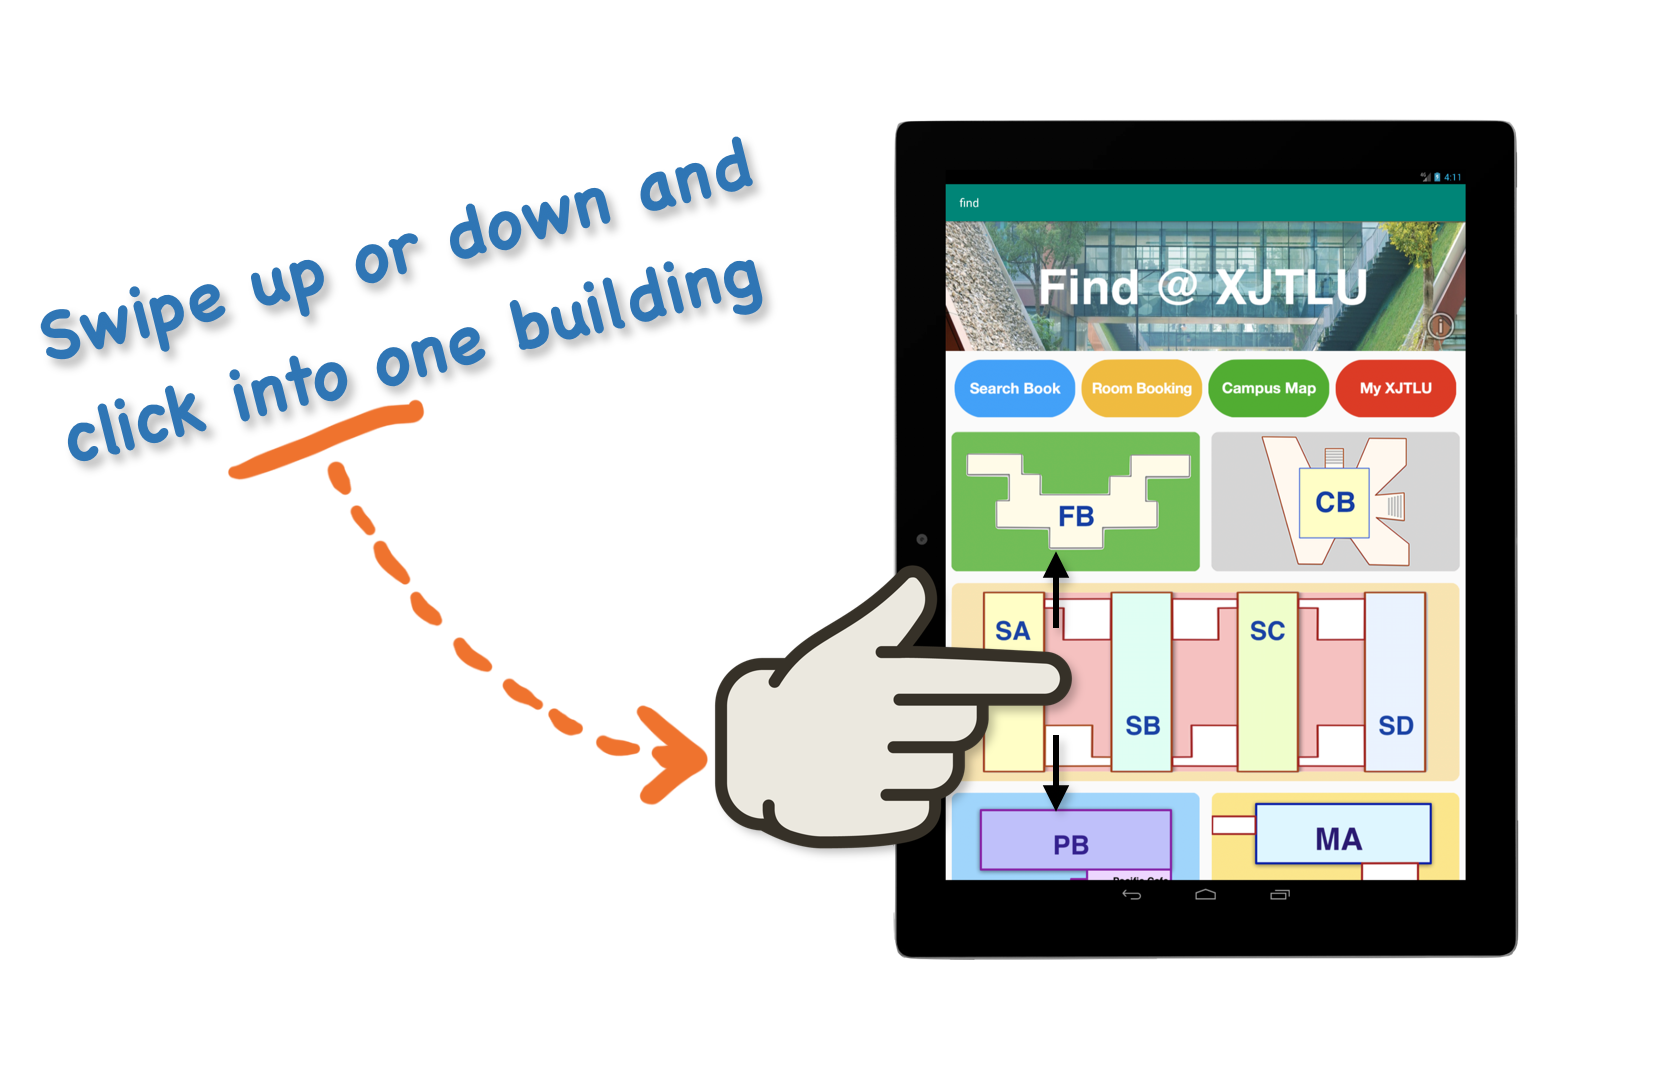 Swipe up or down and
click into one building
4:11
find
Find @ XJTLU
Search Book
Room Booking
Campus Map
My XJTLU
FB
CB
SA
SC
SB
SD
PB
MA